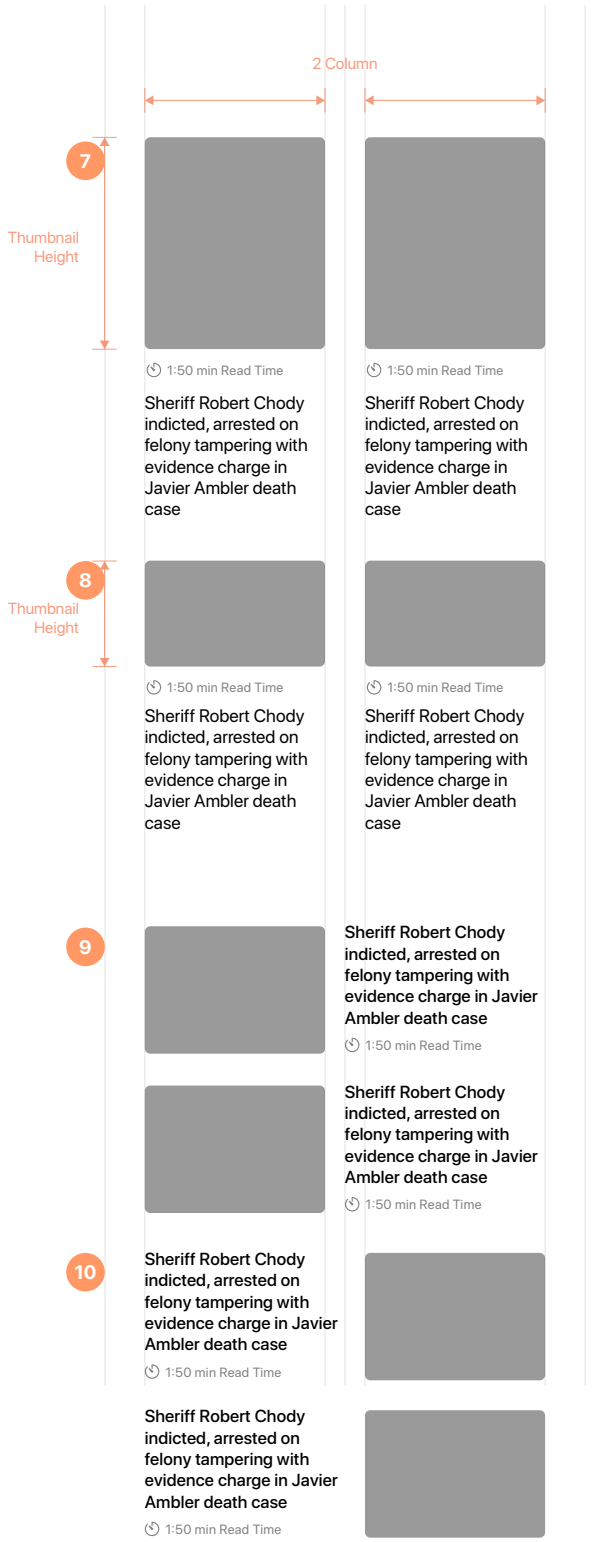 2 Column
7
Thumbnail
Height
1:50 min Read Time
1:50 min Read Time
Sheriff Robert Chody
indicted, arrested on
felony tampering with
evidence charge in
Javier Ambler death
case
Sheriff Robert Chody
indicted, arrested on
felony tampering with
evidence charge in
Javier Ambler death
case
8
Thumbnail
Height
1:50 min Read Time
1:50 min Read Time
Sheriff Robert Chody
indicted, arrested on
felony tampering with
evidence charge in
Javier Ambler death
case
Sheriff Robert Chody
indicted, arrested on
felony tampering with
evidence charge in
Javier Ambler death
case
9
Sheriff Robert Chody
indicted, arrested on
felony tampering with
evidence charge in Javier
Ambler death case
1:50 min Read Time
Sheriff Robert Chody
indicted, arrested on
felony tampering with
evidence charge in Javier
Ambler death case
1:50 min Read Time
10
Sheriff Robert Chody
indicted, arrested on
felony tampering with
evidence charge in Javier
Ambler death case
1:50 min Read Time
Sheriff Robert Chody
indicted, arrested on
felony tampering with
evidence charge in Javier
Ambler death case
1:50 min Read Time